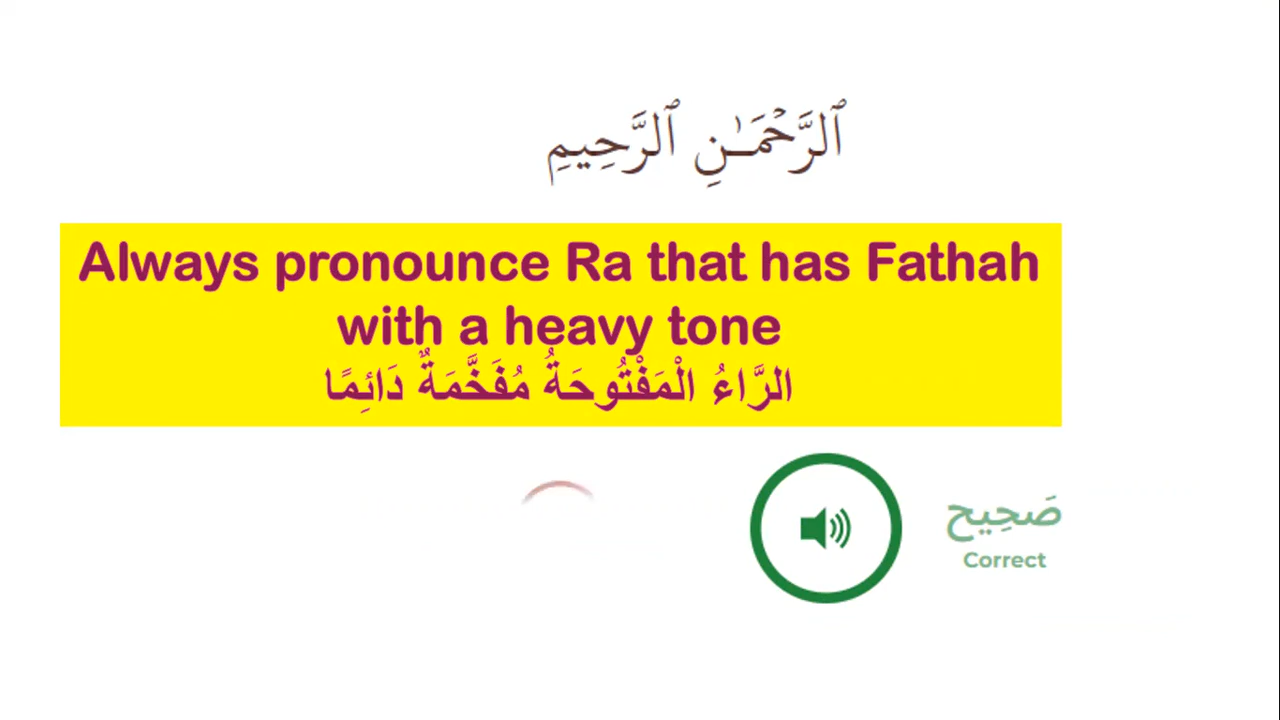 ٱلرَّحْمَـٰنِ ٱلرَّحِيمِ
Always pronounce Ra that has Fathah
with a heavy tone
الرَّاءُ الْمَفْتُوحَةُ مُفَخَّمَةٌ دَائِمًا
صَحِيح
Correct